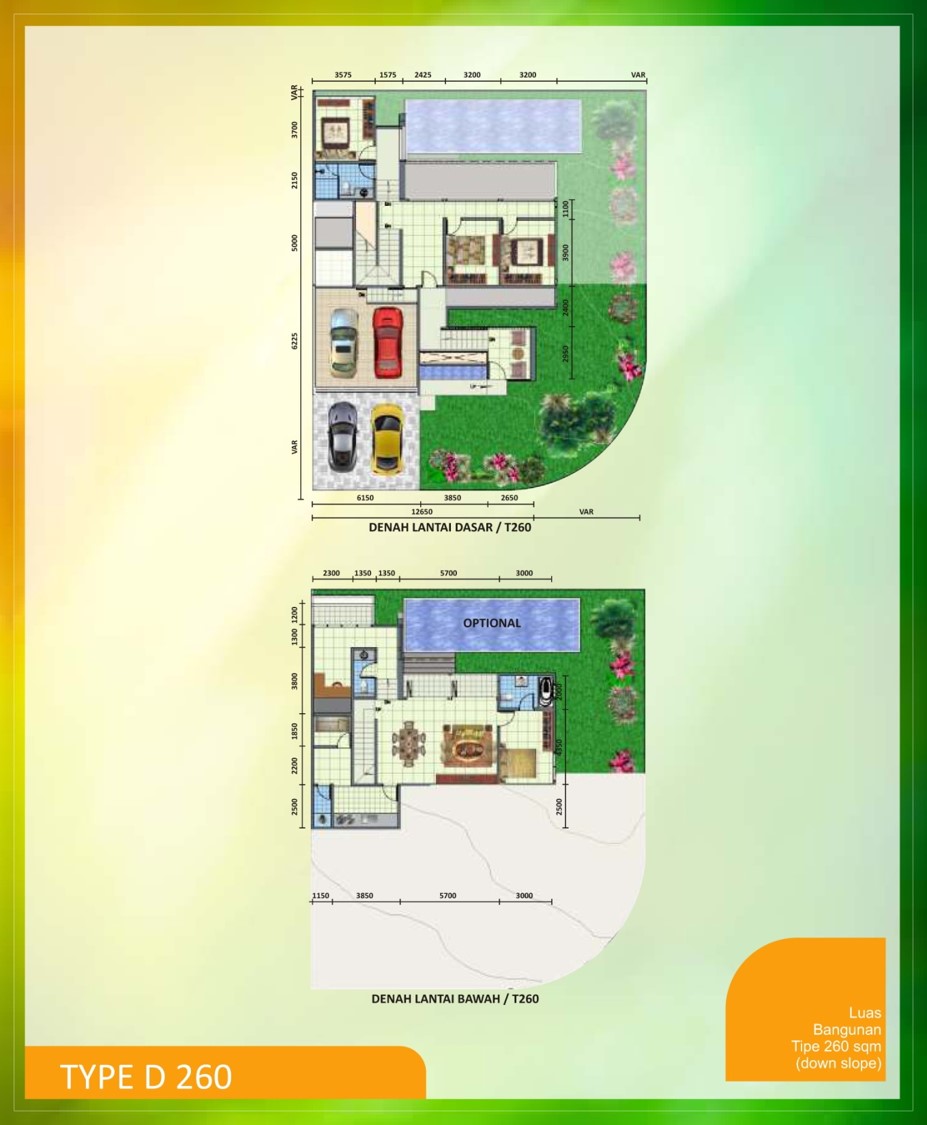 3575 1575 2425 3200 3200 VAR
VAR
3700
2150
5000
6225
VAR
1100
3900
2400
2950
6150 3850 2650
12650 VAR
DENAH LANTAI DASAR / T260
2300 1350 1350 5700 3000
1200
1300
3800
1850
2200
2500
OPTIONAL
2500
1150 3850 5700 3000
DENAH LANTAI BAWAH / T260
Luas
Bangunan
Tipe 260 sqm
(down slope)
TYPE D 260